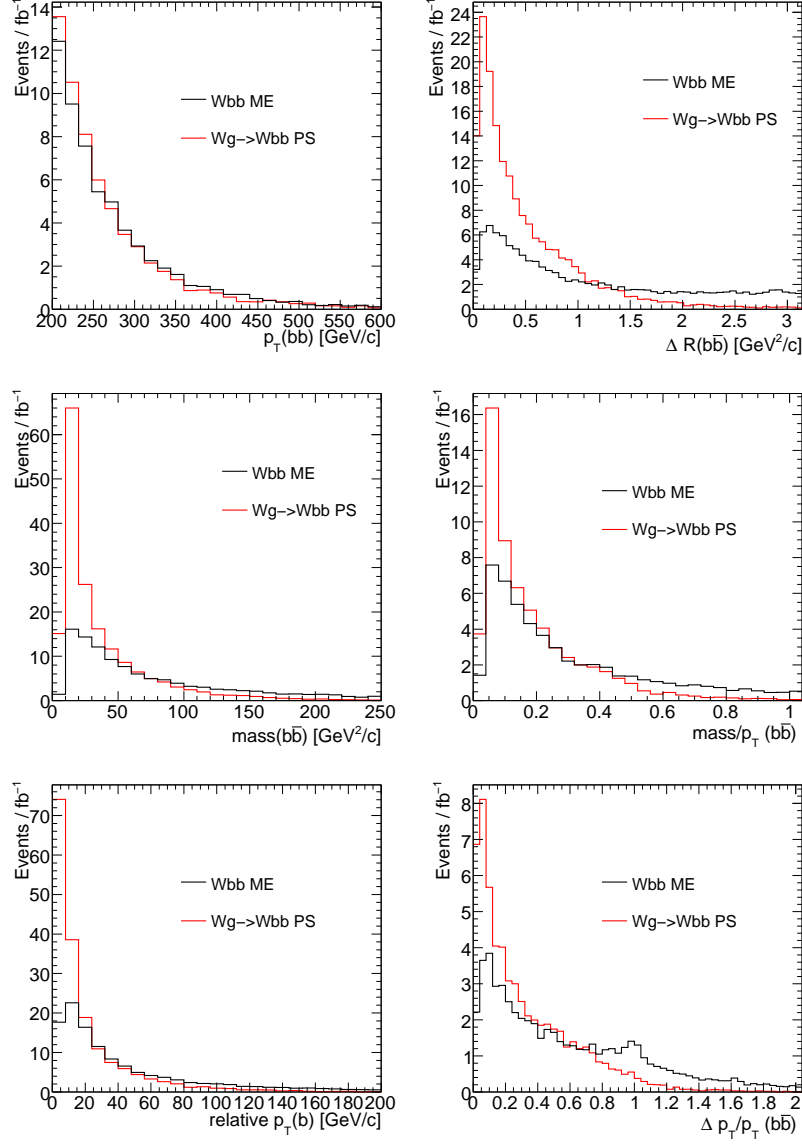 Events / fb⁻¹
14
12
10
8
6
4
2
0
Wbb ME
Wg->Wbb PS
200 250 300 350 400 450 500 550 600
p_T(bb) [GeV/c]
Events / fb⁻¹
24
22
20
18
16
14
12
10
8
6
4
2
0
Wbb ME
Wg->Wbb PS
0 0.5 1 1.5 2 2.5 3
Δ R(bb̄) [GeV²/c]
Events / fb⁻¹
60
50
40
30
20
10
0
Wbb ME
Wg->Wbb PS
0 50 100 150 200 250
mass(bb̄) [GeV²/c]
Events / fb⁻¹
16
14
12
10
8
6
4
2
0
Wbb ME
Wg->Wbb PS
0 0.2 0.4 0.6 0.8 1
mass/p_T (bb̄)
Events / fb⁻¹
70
60
50
40
30
20
10
0
Wbb ME
Wg->Wbb PS
0 20 40 60 80 100 120 140 160 180 200
relative p_T(b) [GeV/c]
Events / fb⁻¹
8
7
6
5
4
3
2
1
0
Wbb ME
Wg->Wbb PS
0 0.2 0.4 0.6 0.8 1 1.2 1.4 1.6 1.8 2
Δ p_T/p_T (bb̄)